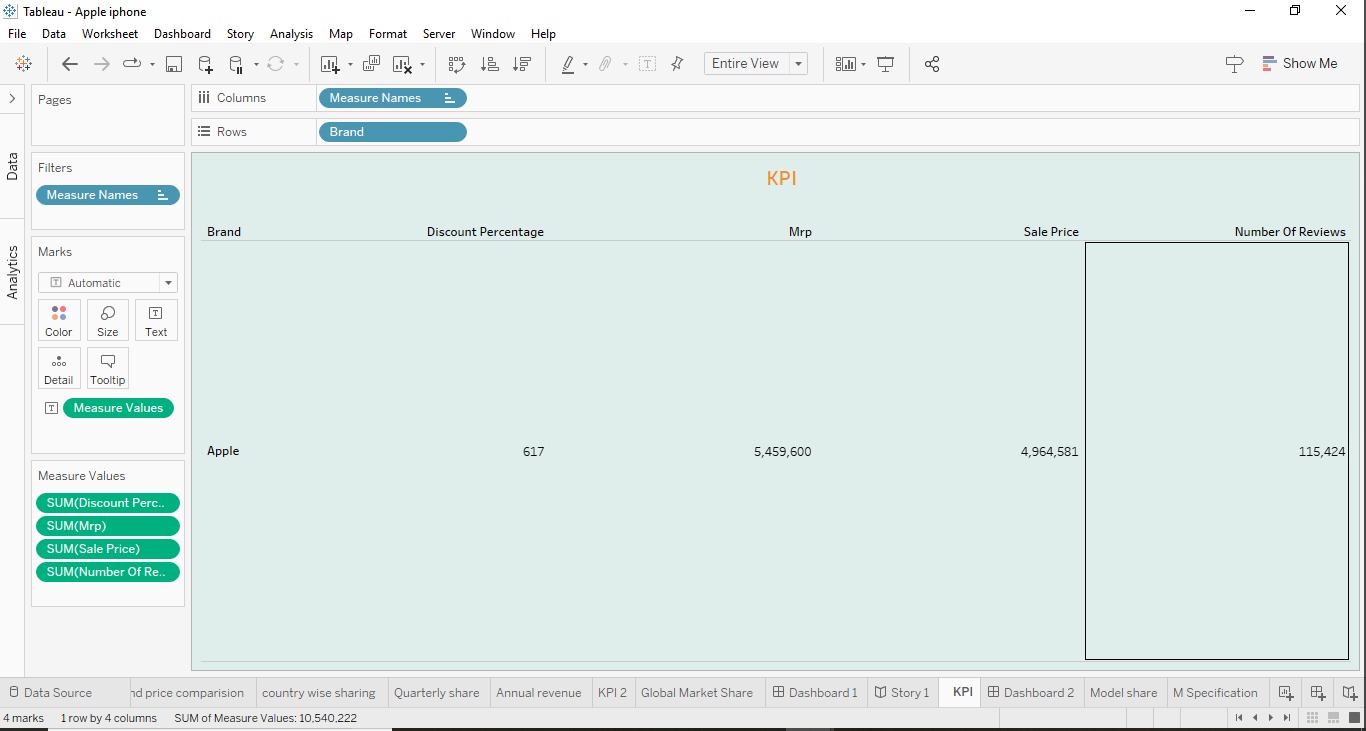 Tableau - Apple iphone
File Data Worksheet Dashboard Story Analysis Map Format Server Window Help
Entire View
Show Me
Data
Analytics
Pages
Filters
Measure Names
Marks
Automatic
Color Size Text
Detail Tooltip
Measure Values
Measure Values
SUM(Discount Perc..
SUM(Mrp)
SUM(Sale Price)
SUM(Number Of Re..
Columns Measure Names
Rows Brand
KPI
Brand Discount Percentage Mrp Sale Price Number Of Reviews
Apple 617 5,459,600 4,964,581 115,424
Data Source nd price comparision country wise sharing Quarterly share Annual revenue KPI 2 Global Market Share Dashboard 1 Story 1 KPI Dashboard 2 Model share M Specification
4 marks 1 row by 4 columns SUM of Measure Values: 10,540,222